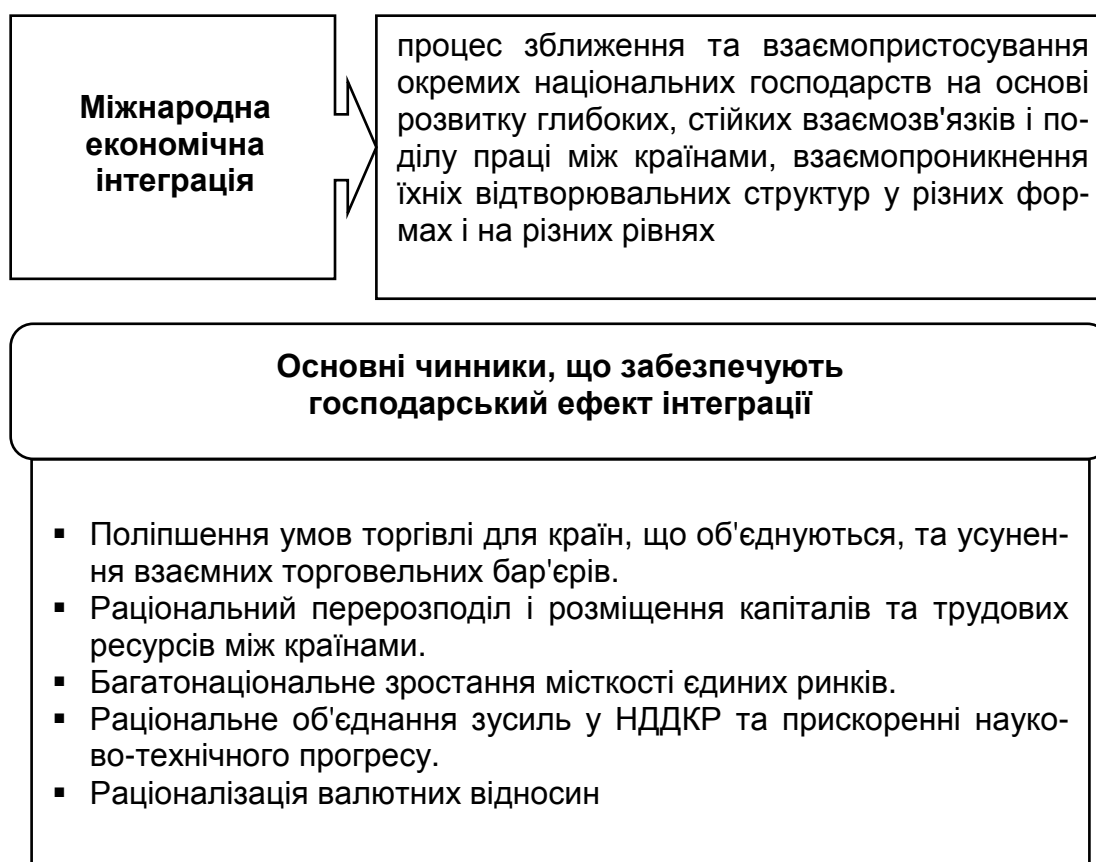 Міжнародна
економічна
інтеграція
процес зближення та взаємопристосування
окремих національних господарств на основі
розвитку глибоких, стійких взаємозв'язків і по-
ділу праці між країнами, взаємопроникнення
їхніх відтворювальних структур у різних фор-
мах і на різних рівнях
Основні чинники, що забезпечують
господарський ефект інтеграції
▪ Поліпшення умов торгівлі для країн, що об'єднуються, та усунен-
ня взаємних торговельних бар'єрів.
▪ Раціональний перерозподіл і розміщення капіталів та трудових
ресурсів між країнами.
▪ Багатонаціональне зростання місткості єдиних ринків.
▪ Раціональне об'єднання зусиль у НДДКР та прискоренні науко-
во-технічного прогресу.
▪ Раціоналізація валютних відносин